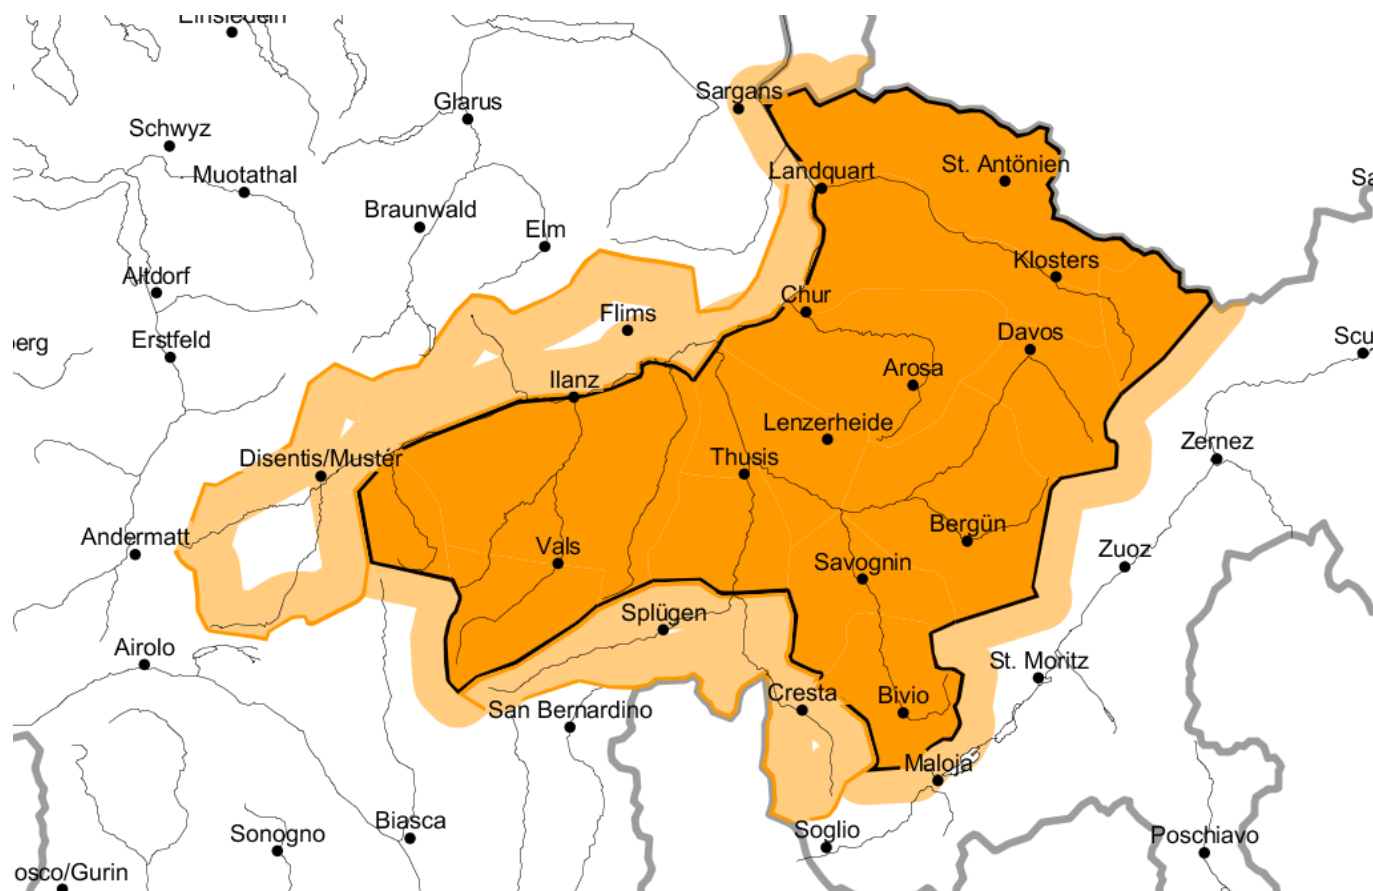 Einsiedeln
Sargans
Glarus
Schwyz
Landquart
St. Antönien
Muotathal
Braunwald
Elm
Klosters
Altdorf
Chur
Flims
Davos
Erstfeld
Arosa
Ilanz
Lenzerheide
Zernez
Disentis/Mustér
Thusis
Bergün
Andermatt
Vals
Zuoz
Savognin
Splügen
Airolo
St. Moritz
Cresta
Bivio
San Bernardino
Maloja
Biasca
Soglio
Sonogno
Poschiavo
osco/Gurin